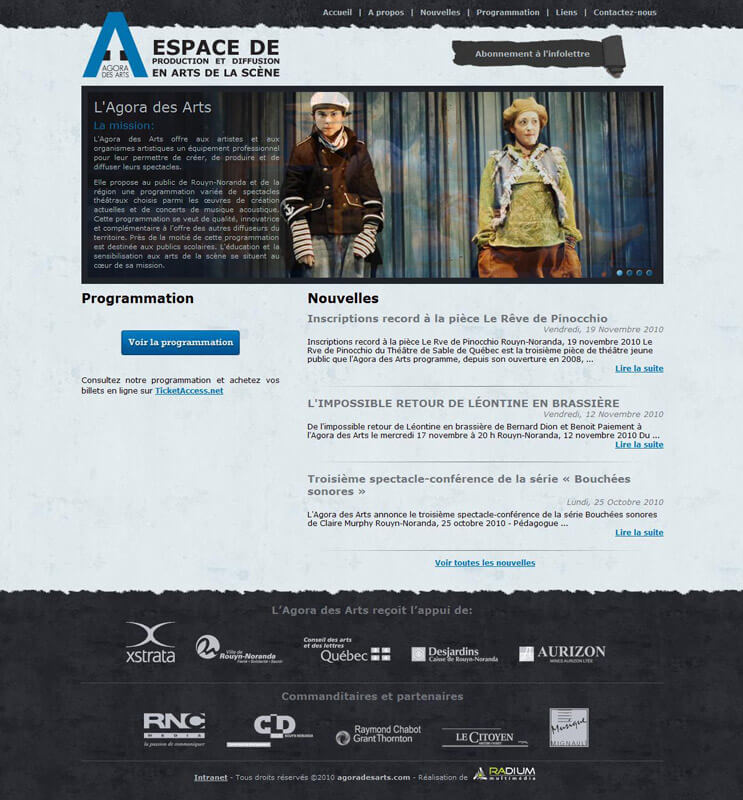 Accueil | A propos | Nouvelles | Programmation | Liens | Contactez-nous
AGORA
DES ARTS
ESPACE DE
PRODUCTION ET DIFFUSION
EN ARTS DE LA SCÈNE
Abonnement à l'infolettre
L'Agora des Arts
La mission:
L'Agora des Arts offre aux artistes et aux
organismes artistiques un équipement professionnel
pour leur permettre de créer, de produire et de
diffuser leurs spectacles.
Elle propose au public de Rouyn-Noranda et de la
région une programmation variée de spectacles
théâtraux choisis parmi les œuvres de création
actuelles et de concerts de musique acoustique.
Cette programmation se veut de qualité, innovatrice
et complémentaire à l'offre des autres diffuseurs du
territoire. Près de la moitié de cette programmation
est destinée aux publics scolaires. L'éducation et la
sensibilisation aux arts de la scène se situent au
cœur de sa mission.
Programmation
Voir la programmation
Consultez notre programmation et achetez vos
billets en ligne sur TicketAccess.net
Nouvelles
Inscriptions record à la pièce Le Rêve de Pinocchio
Vendredi, 19 Novembre 2010
Inscriptions record à la pièce Le Rve de Pinocchio Rouyn-Noranda, 19 novembre 2010 Le
Rve de Pinocchio du Théâtre de Sable de Québec est la troisième pièce de théâtre jeune
public que l'Agora des Arts programme, depuis son ouverture en 2008, ...
Lire la suite
L'IMPOSSIBLE RETOUR DE LÉONTINE EN BRASSIÈRE
Vendredi, 12 Novembre 2010
De l'impossible retour de Léontine en brassière de Bernard Dion et Benoit Paiement à
l'Agora des Arts le mercredi 17 novembre à 20 h Rouyn-Noranda, 12 novembre 2010 Du ...
Lire la suite
Troisième spectacle-conférence de la série « Bouchées
sonores »
Lundi, 25 Octobre 2010
L'Agora des Arts annonce le troisième spectacle-conférence de la série Bouchées sonores
de Claire Murphy Rouyn-Noranda, 25 octobre 2010 - Pédagogue ...
Lire la suite
Voir toutes les nouvelles
L'Agora des Arts reçoit l'appui de:
xstrata
Ville de
Rouyn-Noranda
Conseil des arts
et des lettres
Québec
Desjardins
Caisse de Rouyn-Noranda
AURIZON
MINES AURIZON LTÉE
Commanditaires et partenaires
RNC
MEDIA
la passion de communiquer
CLD
ROUYN-NORANDA
Raymond Chabot
Grant Thornton
LE CITOYEN
Musique
MIGNAULT
Intranet - Tous droits réservés ©2010 agoradesarts.com - Réalisation de RADIUM
multimédia